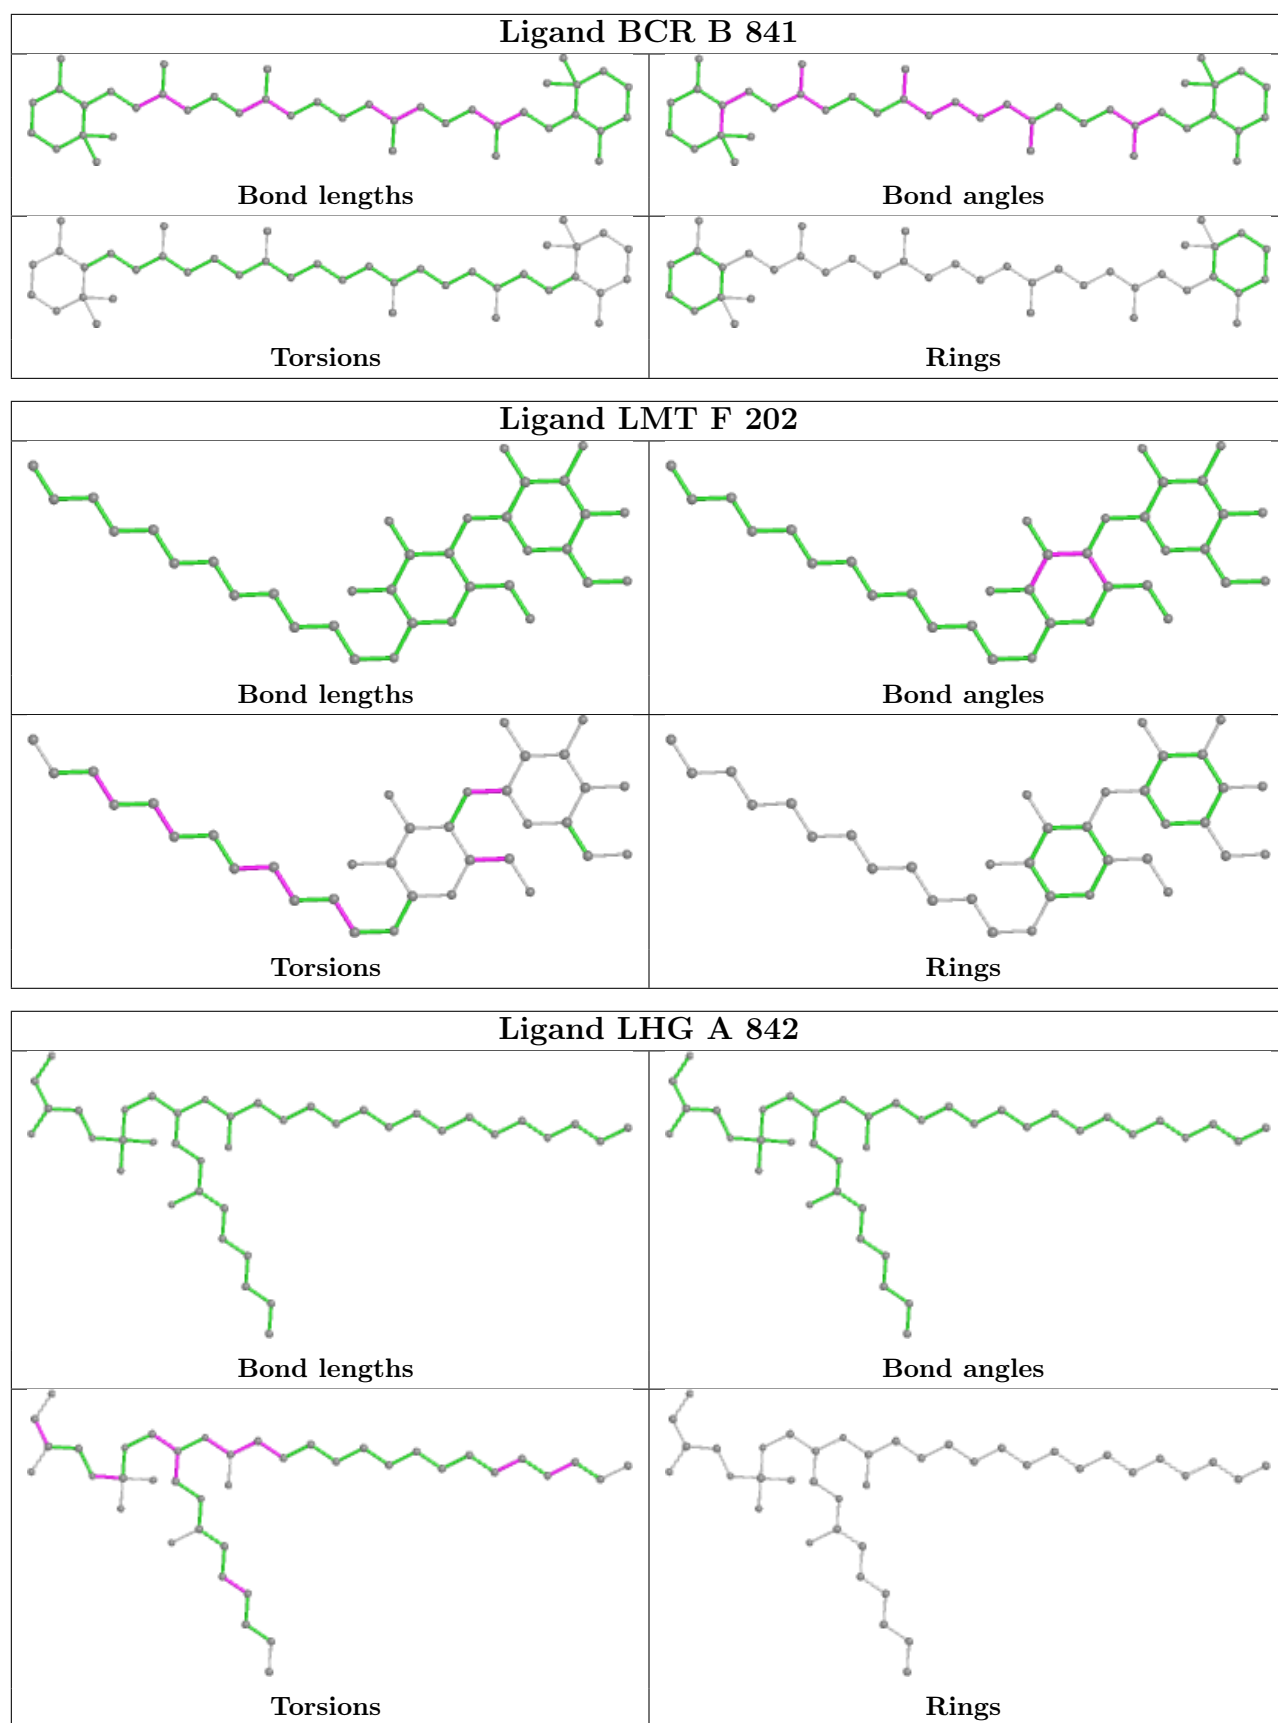 Ligand BCR B 841
Bond lengths
Bond angles
Torsions
Rings
Ligand LMT F 202
Bond lengths
Bond angles
Torsions
Rings
Ligand LHG A 842
Bond lengths
Bond angles
Torsions
Rings